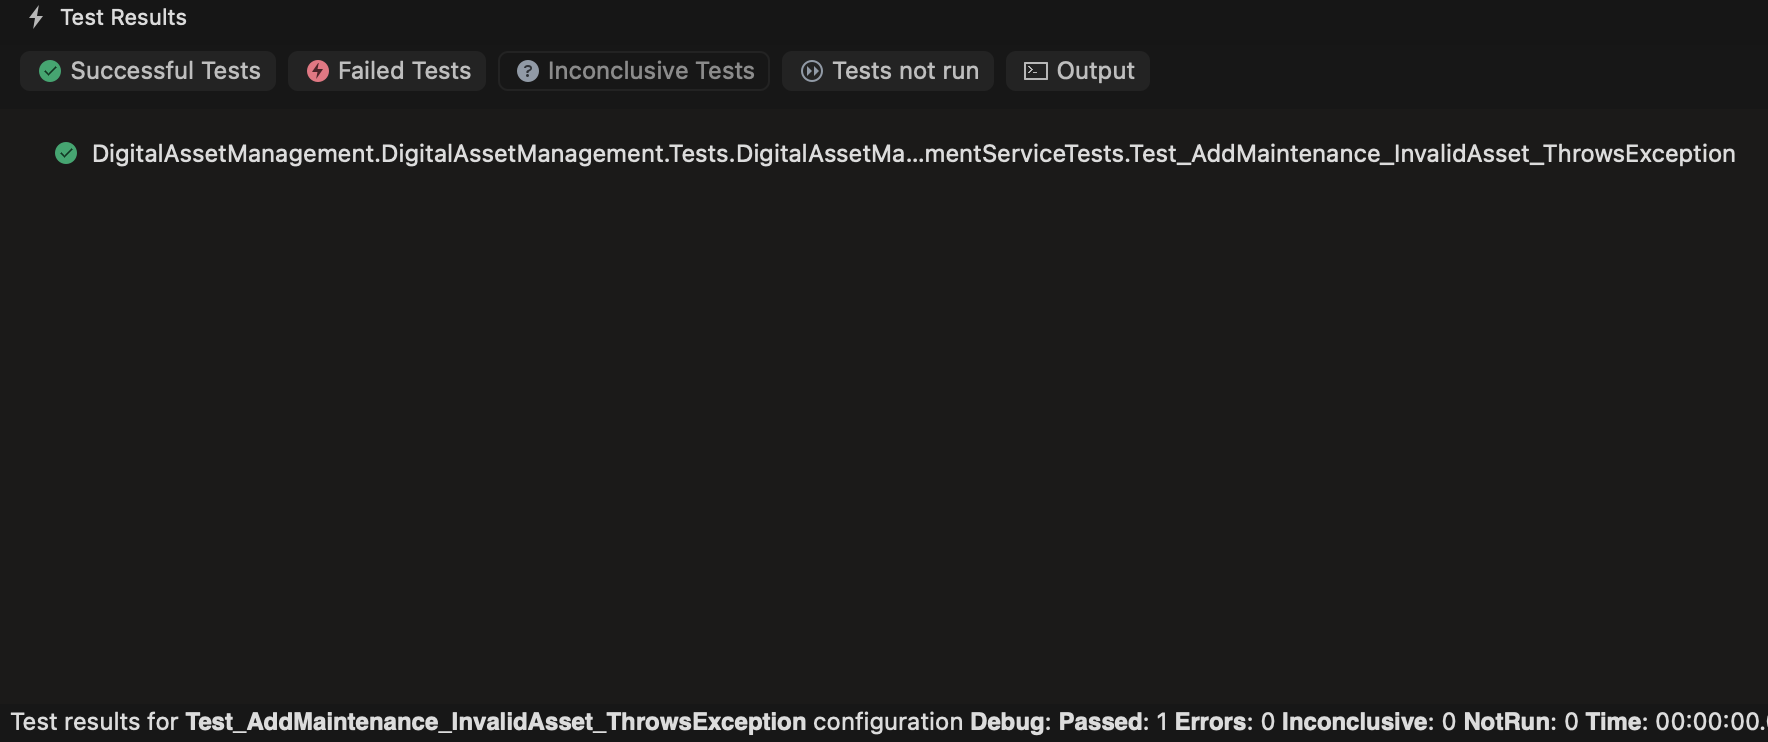 Test Results
Successful Tests Failed Tests Inconclusive Tests Tests not run Output
DigitalAssetManagement.DigitalAssetManagement.Tests.DigitalAssetMa...mentServiceTests.Test_AddMaintenance_InvalidAsset_ThrowsException
Test results for Test_AddMaintenance_InvalidAsset_ThrowsException configuration Debug: Passed: 1 Errors: 0 Inconclusive: 0 NotRun: 0 Time: 00:00:00.